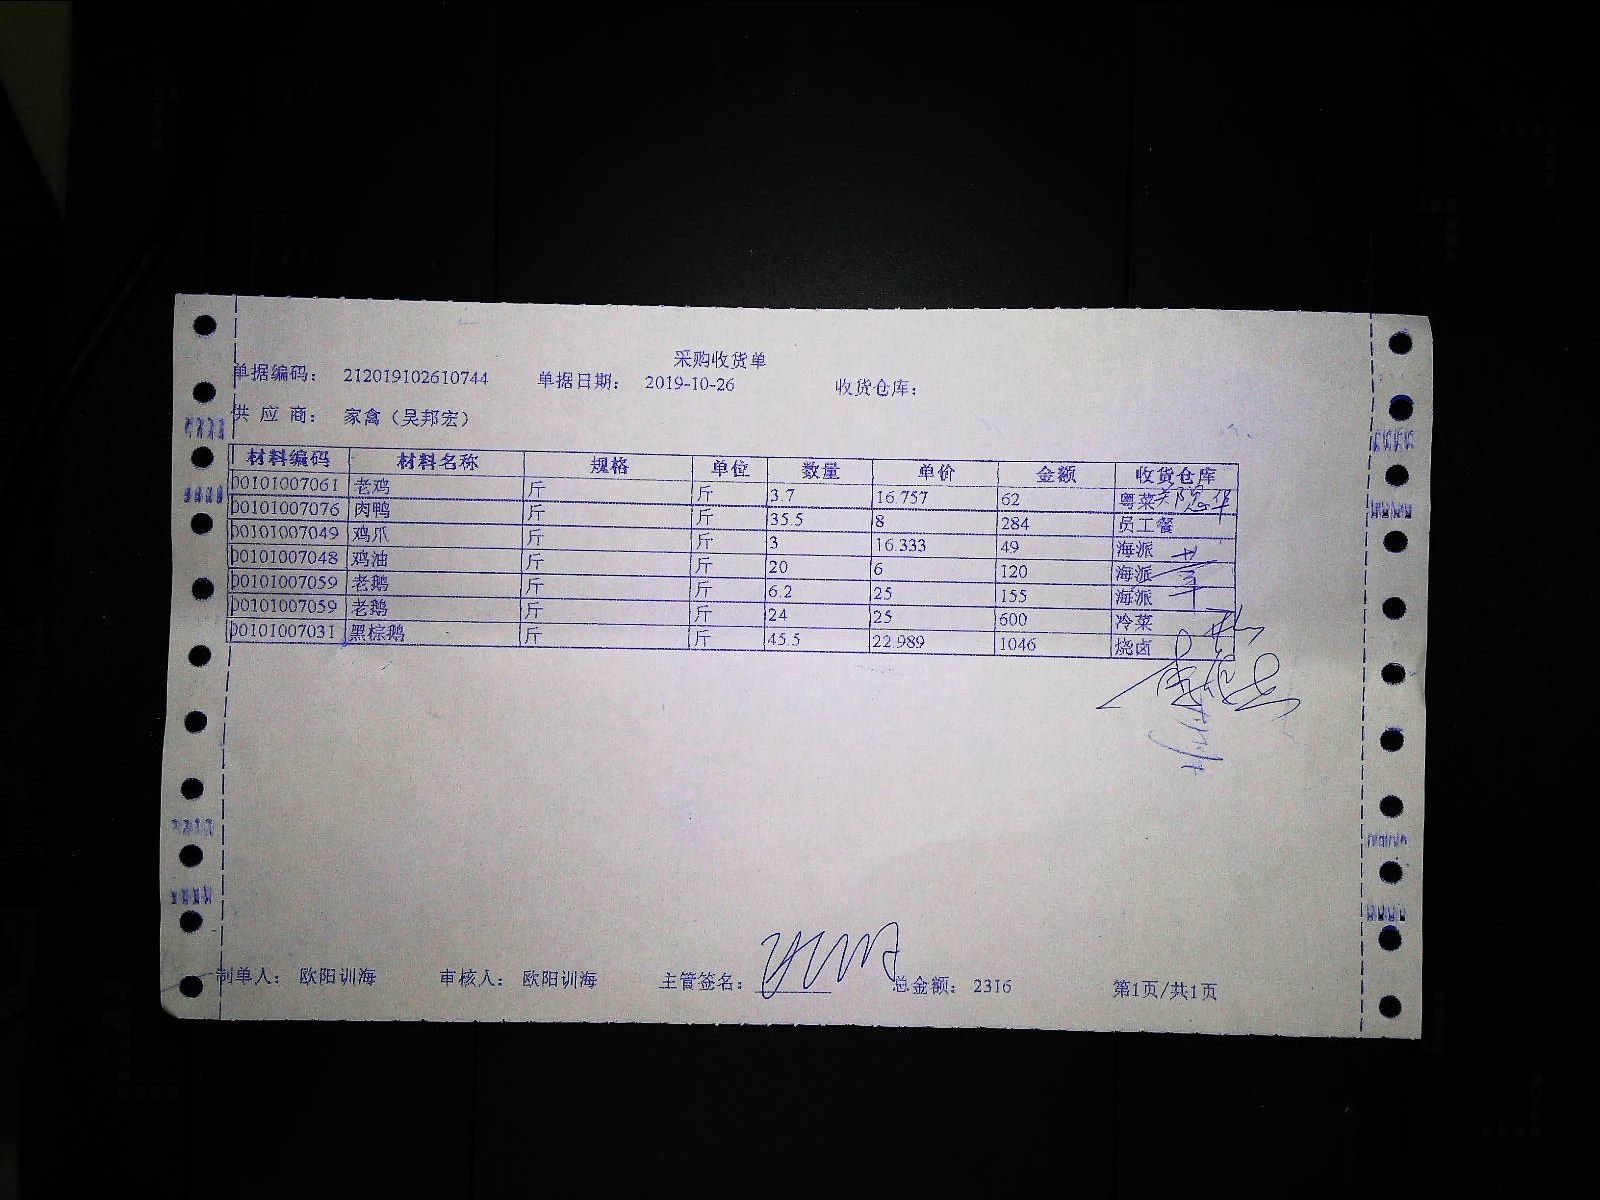 采购收货单
单据编码： 212019102610744 单据日期： 2019-10-26 收货仓库：
供 应 商： 家禽（吴邦宏）
材料编码 材料名称 规格 单位 数量 单价 金额 收货仓库
00101007061 老鸡 斤 斤 3.7 16.757 62 粤菜
00101007076 肉鸭 斤 斤 35.5 8 284 员工餐
00101007049 鸡爪 斤 斤 3 16.333 49 海派
00101007048 鸡油 斤 斤 20 6 120 海派
00101007059 老鹅 斤 斤 6.2 25 155 海派
00101007059 老鹅 斤 斤 24 25 600 冷菜
00101007031 黑棕鹅 斤 斤 45.5 22.989 1046 烧卤
制单人： 欧阳训海 审核人： 欧阳训海 主管签名： 总金额： 2316 第1页/共1页